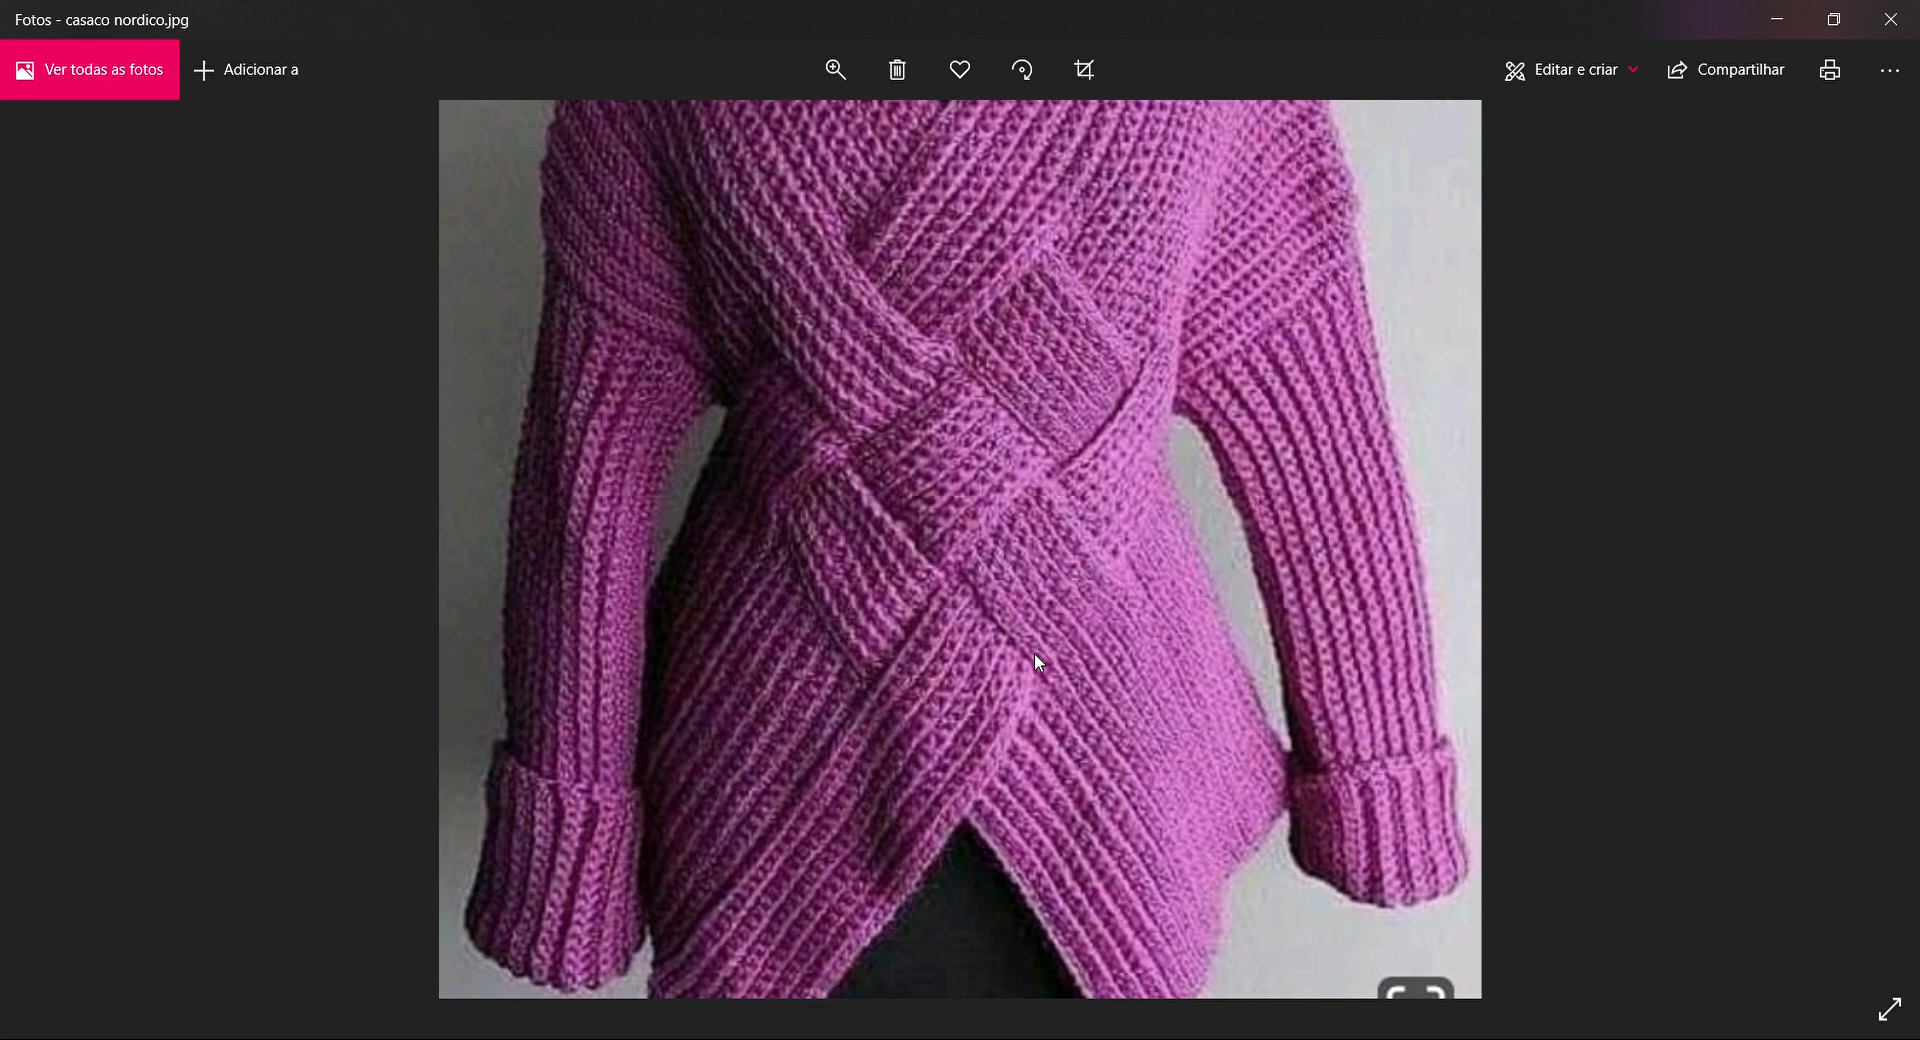 Fotos - casaco nordico.jpg
Ver todas as fotos
Adicionar a
Editar e criar
Compartilhar